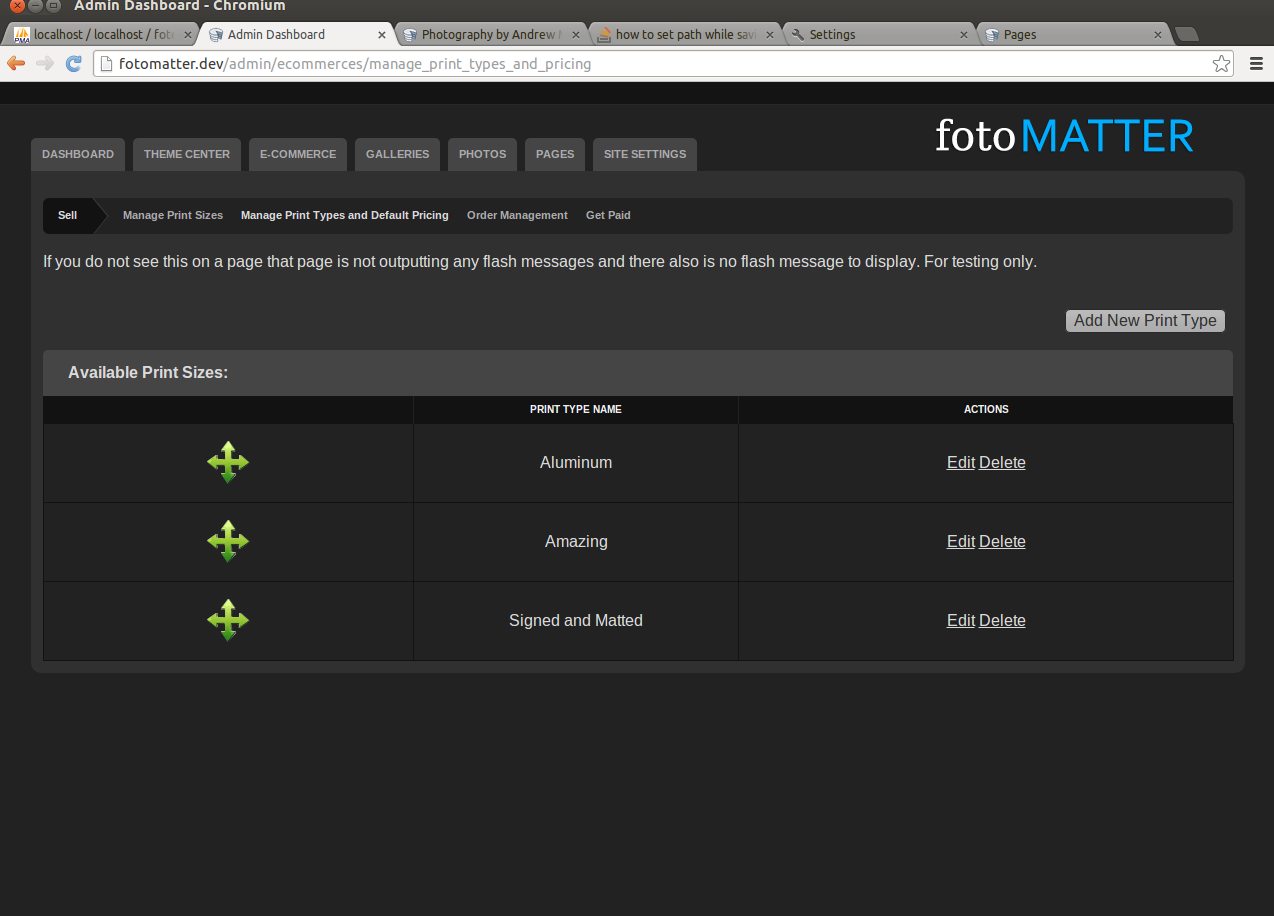 Admin Dashboard - Chromium
localhost / localhost / foto
Admin Dashboard
Photography by Andrew
how to set path while savi
Settings
Pages
fotomatter.dev/admin/ecommerces/manage_print_types_and_pricing
fotoMATTER
DASHBOARD THEME CENTER E-COMMERCE GALLERIES PHOTOS PAGES SITE SETTINGS
Sell Manage Print Sizes Manage Print Types and Default Pricing Order Management Get Paid
If you do not see this on a page that page is not outputting any flash messages and there also is no flash message to display. For testing only.
Add New Print Type
Available Print Sizes:
PRINT TYPE NAME ACTIONS
Aluminum Edit Delete
Amazing Edit Delete
Signed and Matted Edit Delete